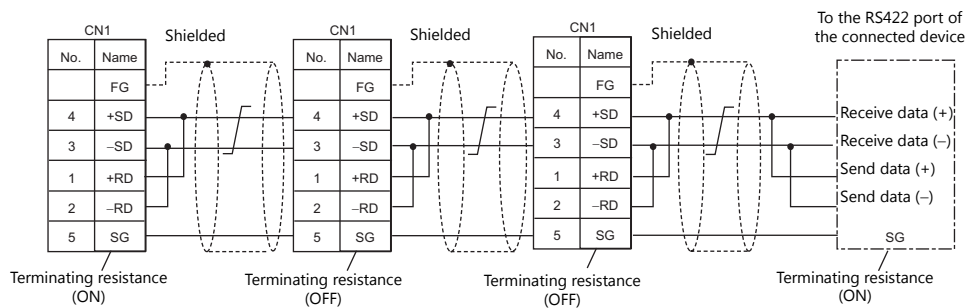 CN1
No. Name
FG
4 +SD
3 −SD
1 +RD
2 −RD
5 SG
Terminating resistance
(ON)
Shielded
CN1
No. Name
FG
4 +SD
3 −SD
1 +RD
2 −RD
5 SG
Terminating resistance
(OFF)
Shielded
CN1
No. Name
FG
4 +SD
3 −SD
1 +RD
2 −RD
5 SG
Terminating resistance
(OFF)
Shielded
To the RS422 port of
the connected device
Receive data (+)
Receive data (−)
Send data (+)
Send data (−)
SG
Terminating resistance
(ON)